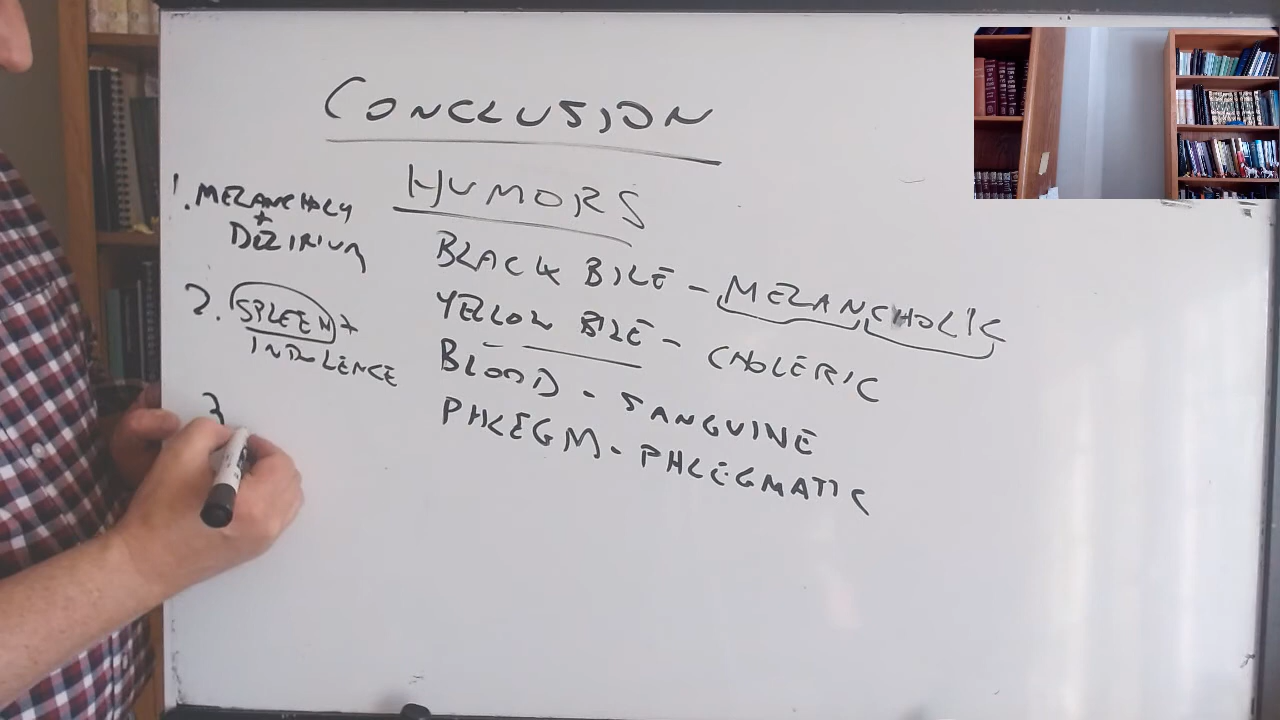 CONCLUSION
HUMORS
1. MELANCHOLY
+
DELIRIUM
2. SPLEEN +
INDOLENCE
3
BLACK BILE - MELANCHOLIC
YELLOW BILE - CHOLERIC
BLOOD - SANGUINE
PHLEGM - PHLEGMATIC